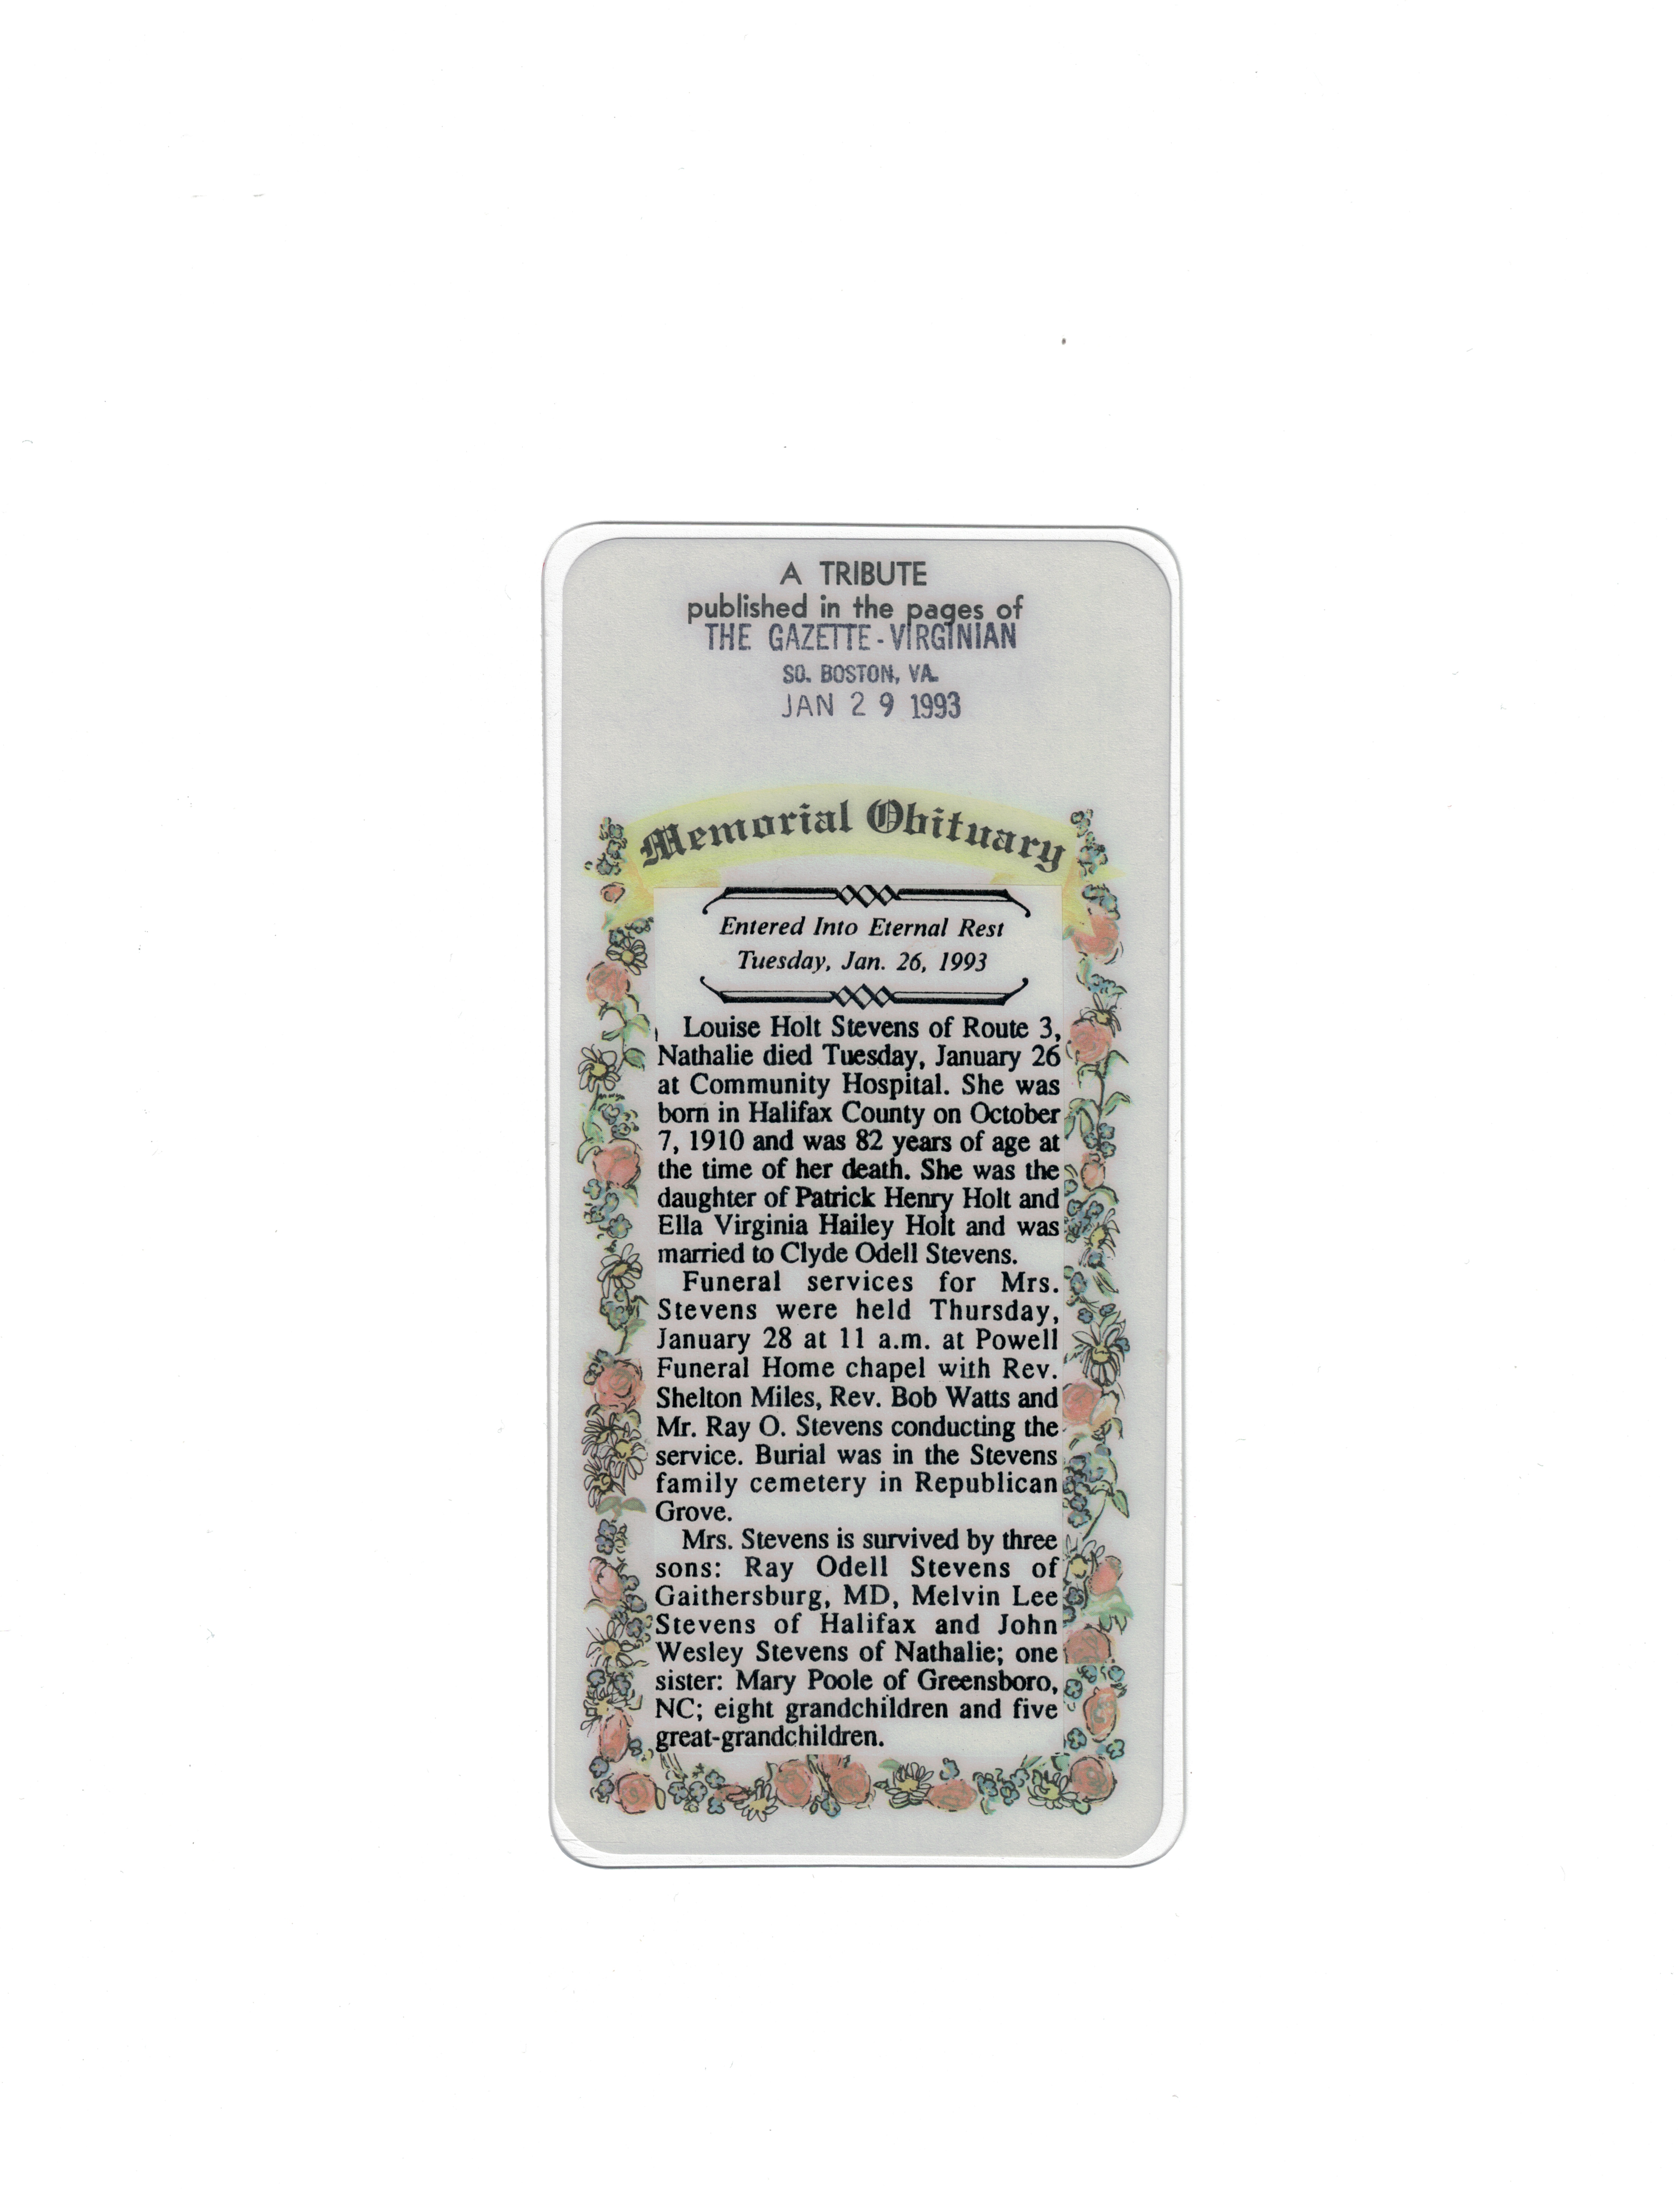 A TRIBUTE
published in the pages of
THE GAZETTE-VIRGINIAN
SO. BOSTON, VA.
JAN 29 1993
Memorial Obituary
Entered Into Eternal Rest
Tuesday, Jan. 26, 1993
Louise Holt Stevens of Route 3,
Nathalie died Tuesday, January 26
at Community Hospital. She was
born in Halifax County on October
7, 1910 and was 82 years of age at
the time of her death. She was the
daughter of Patrick Henry Holt and
Ella Virginia Hailey Holt and was
married to Clyde Odell Stevens.
Funeral services for Mrs.
Stevens were held Thursday,
January 28 at 11 a.m. at Powell
Funeral Home chapel with Rev.
Shelton Miles, Rev. Bob Watts and
Mr. Ray O. Stevens conducting the
service. Burial was in the Stevens
family cemetery in Republican
Grove.
Mrs. Stevens is survived by three
sons: Ray Odell Stevens of
Gaithersburg, MD, Melvin Lee
Stevens of Halifax and John
Wesley Stevens of Nathalie; one
sister: Mary Poole of Greensboro,
NC; eight grandchildren and five
great-grandchildren.